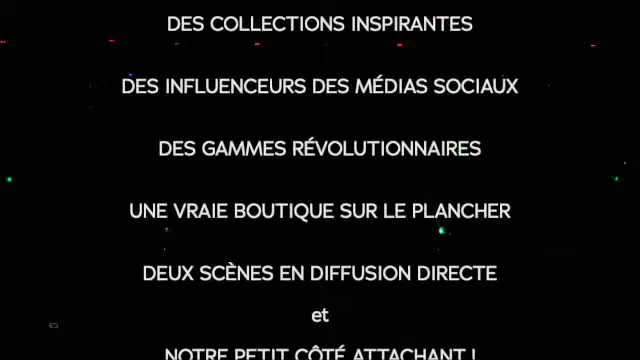 DES COLLECTIONS INSPIRANTES
DES INFLUENCEURS DES MÉDIAS SOCIAUX
DES GAMMES RÉVOLUTIONNAIRES
UNE VRAIE BOUTIQUE SUR LE PLANCHER
DEUX SCÈNES EN DIFFUSION DIRECTE
et
NOTRE PETIT CÔTÉ ATTACHANT !